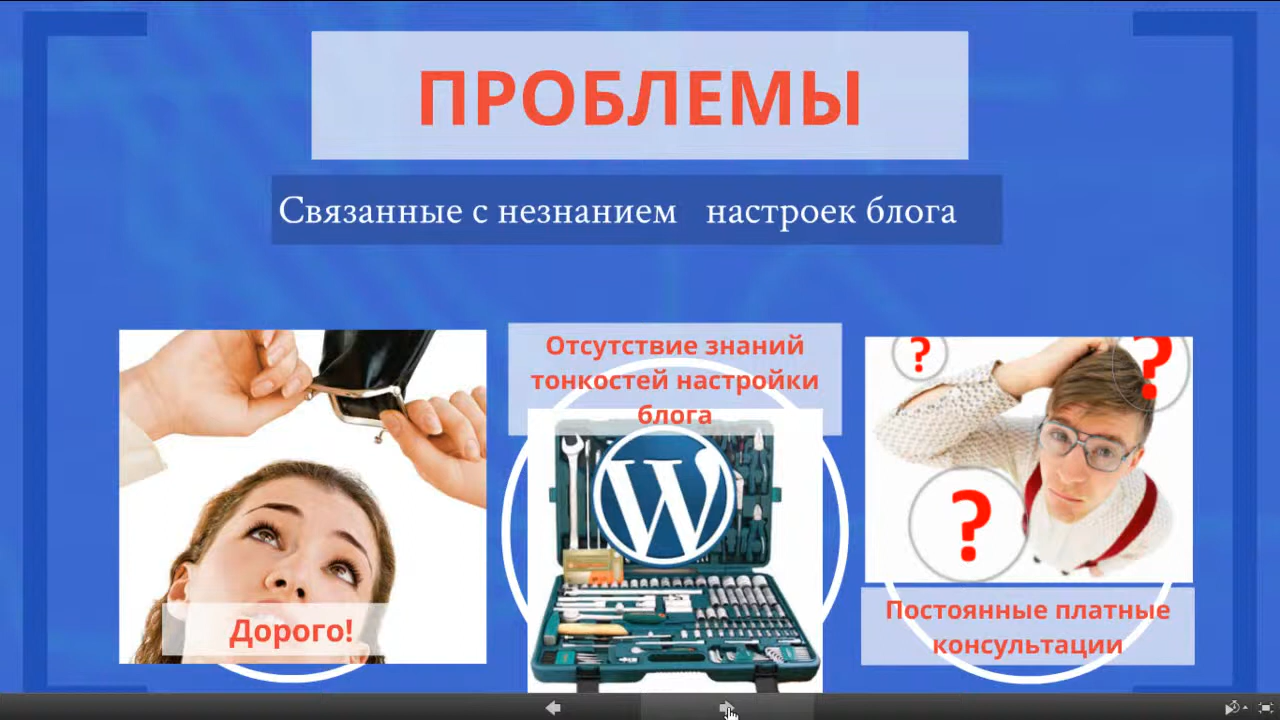 ПРОБЛЕМЫ
Связанные с незнанием настроек блога
Отсутствие знаний
тонкостей настройки
блога
?
?
W
?
Дорого!
Постоянные платные
консультации